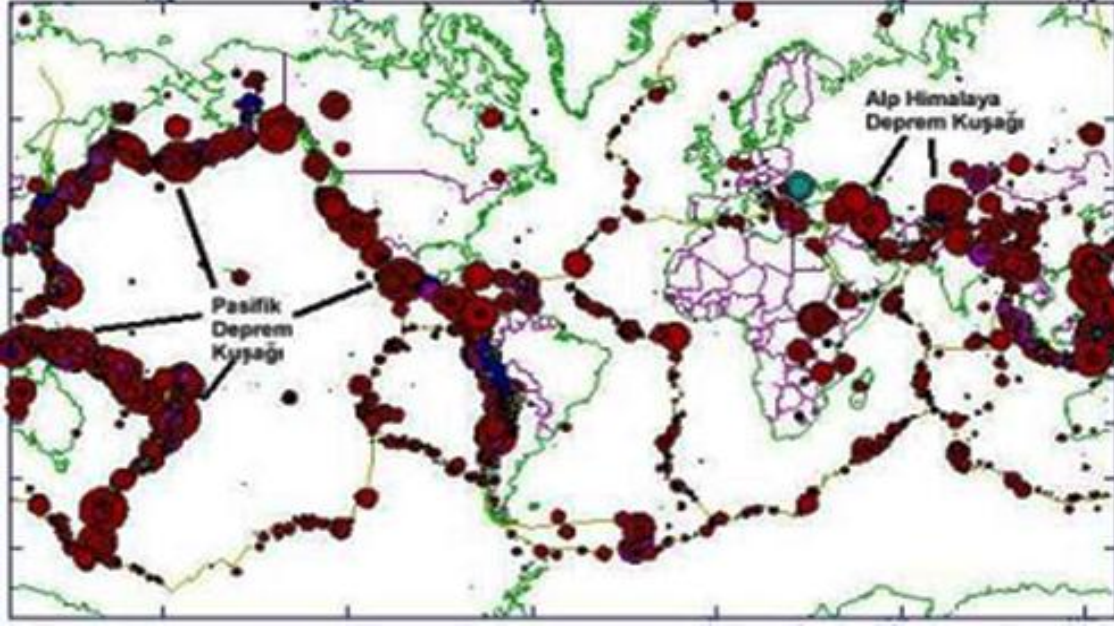 Alp Himalaya
Deprem Kuşağı
Pasifik
Deprem
Kuşağı